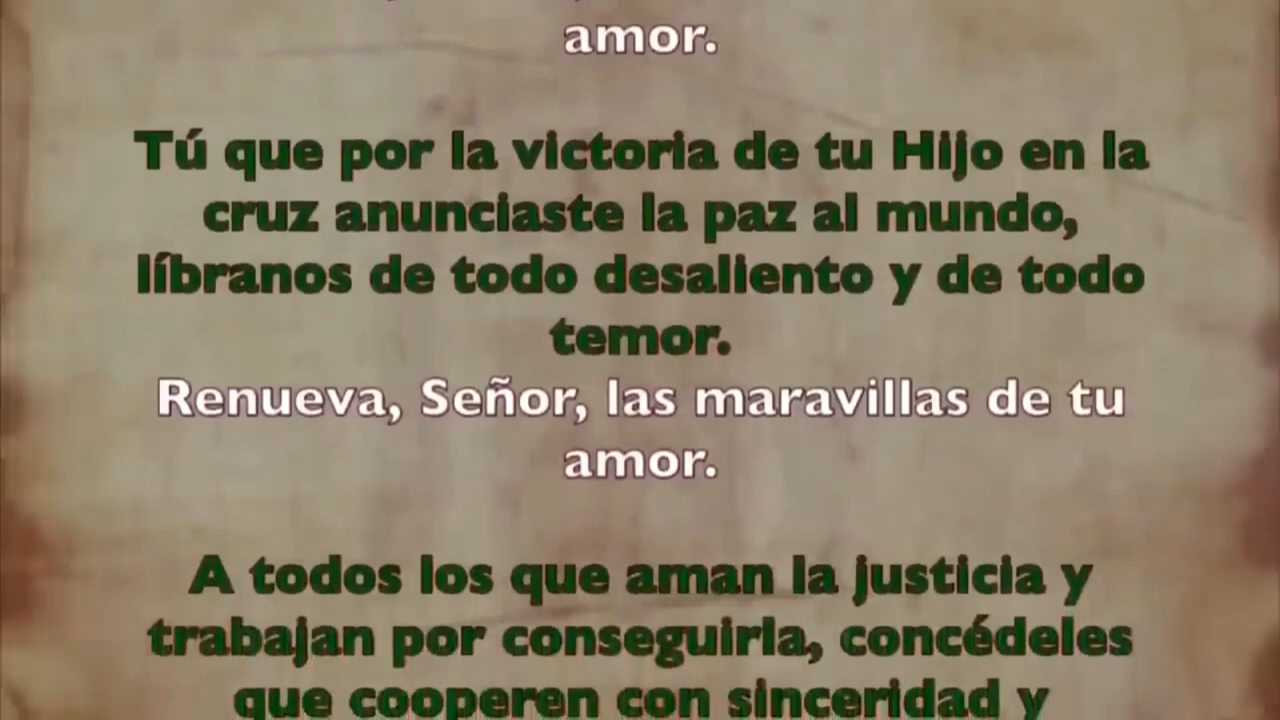 amor.
Tú que por la victoria de tu Hijo en la
cruz anunciaste la paz al mundo,
líbranos de todo desaliento y de todo
temor.
Renueva, Señor, las maravillas de tu
amor.
A todos los que aman la justicia y
trabajan por conseguirla, concédeles
que cooperen con sinceridad y